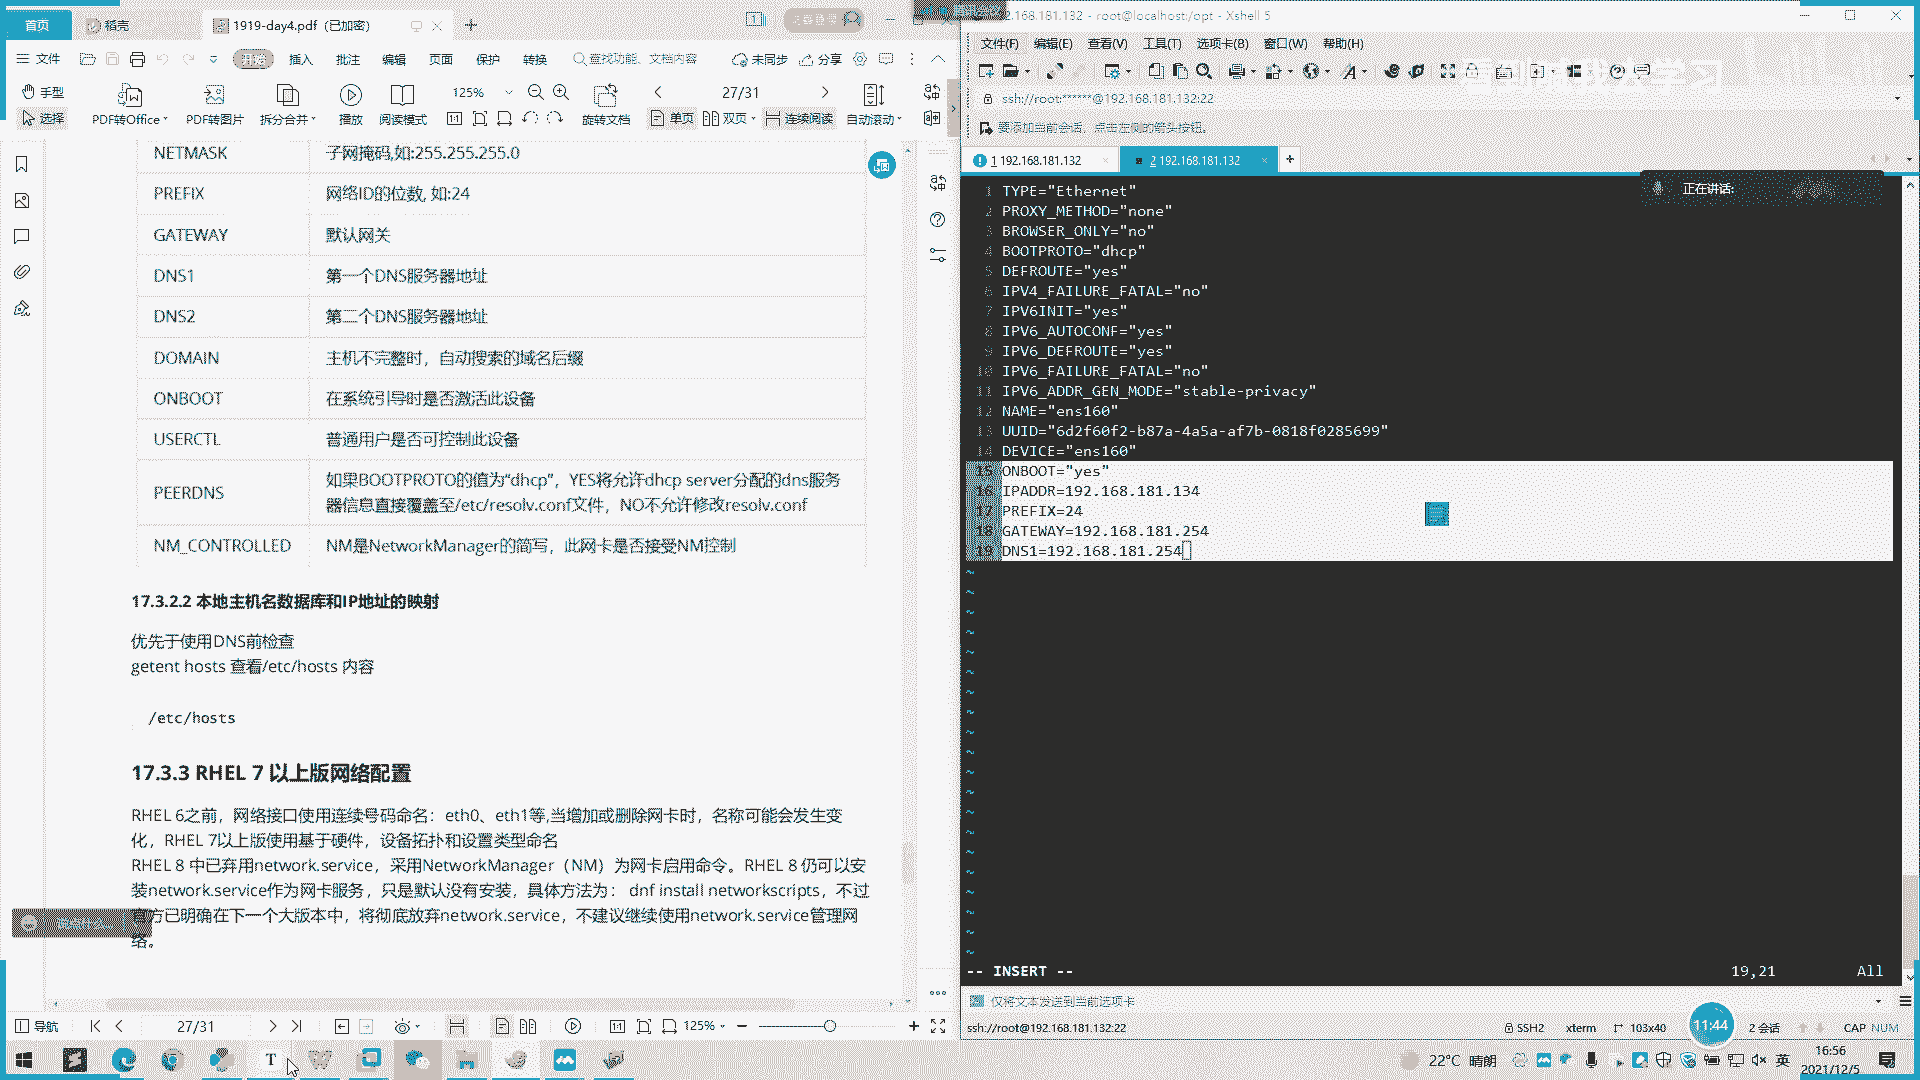 首页
稻壳
1919-day4.pdf（已加密）
文件
开始
插入
批注
编辑
页面
保护
转换
查找功能、文档内容
未同步
分享
手型
选择
PDF转Office
PDF转图片
拆分合并
播放
阅读模式
125%
27/31
旋转文档
单页
双页
连续阅读
自动滚动
NETMASK 子网掩码,如:255.255.255.0
PREFIX 网络ID的位数, 如:24
GATEWAY 默认网关
DNS1 第一个DNS服务器地址
DNS2 第二个DNS服务器地址
DOMAIN 主机不完整时，自动搜索的域名后缀
ONBOOT 在系统引导时是否激活此设备
USERCTL 普通用户是否可控制此设备
PEERDNS 如果BOOTPROTO的值为“dhcp”，YES将允许dhcp server分配的dns服务
器信息直接覆盖至/etc/resolv.conf文件，NO不允许修改resolv.conf
NM_CONTROLLED NM是NetworkManager的简写，此网卡是否接受NM控制
17.3.2.2 本地主机名数据库和IP地址的映射
优先于使用DNS前检查
getent hosts 查看/etc/hosts 内容
/etc/hosts
17.3.3 RHEL 7 以上版网络配置
RHEL 6之前，网络接口使用连续号码命名：eth0、eth1等,当增加或删除网卡时，名称可能会发生变
化，RHEL 7以上版使用基于硬件，设备拓扑和设置类型命名
RHEL 8 中已弃用network.service，采用NetworkManager（NM）为网卡启用命令。RHEL 8 仍可以安
装network.service作为网卡服务，只是默认没有安装，具体方法为： dnf install networkscripts，不过
官方已明确在下一个大版本中，将彻底放弃network.service，不建议继续使用network.service管理网
络。
导航
27/31
125%
192.168.181.132 - root@localhost:/opt - Xshell 5
文件(F) 编辑(E) 查看(V) 工具(T) 选项卡(B) 窗口(W) 帮助(H)
ssh://root:******@192.168.181.132:22
要添加当前会话，点击左侧的箭头按钮。
1 192.168.181.132
2 192.168.181.132
正在讲话:
1 TYPE="Ethernet"
2 PROXY_METHOD="none"
3 BROWSER_ONLY="no"
4 BOOTPROTO="dhcp"
5 DEFROUTE="yes"
6 IPV4_FAILURE_FATAL="no"
7 IPV6INIT="yes"
8 IPV6_AUTOCONF="yes"
9 IPV6_DEFROUTE="yes"
10 IPV6_FAILURE_FATAL="no"
11 IPV6_ADDR_GEN_MODE="stable-privacy"
12 NAME="ens160"
13 UUID="6d2f60f2-b87a-4a5a-af7b-0818f0285699"
14 DEVICE="ens160"
15 ONBOOT="yes"
16 IPADDR=192.168.181.134
17 PREFIX=24
18 GATEWAY=192.168.181.254
19 DNS1=192.168.181.254
-- INSERT -- 19,21 All
仅将文本发送到当前选项卡
ssh://root@192.168.181.132:22
SSH2
xterm
103x40
11:44
2 会话
CAP NUM
22°C 晴朗
英
16:56
2021/12/5